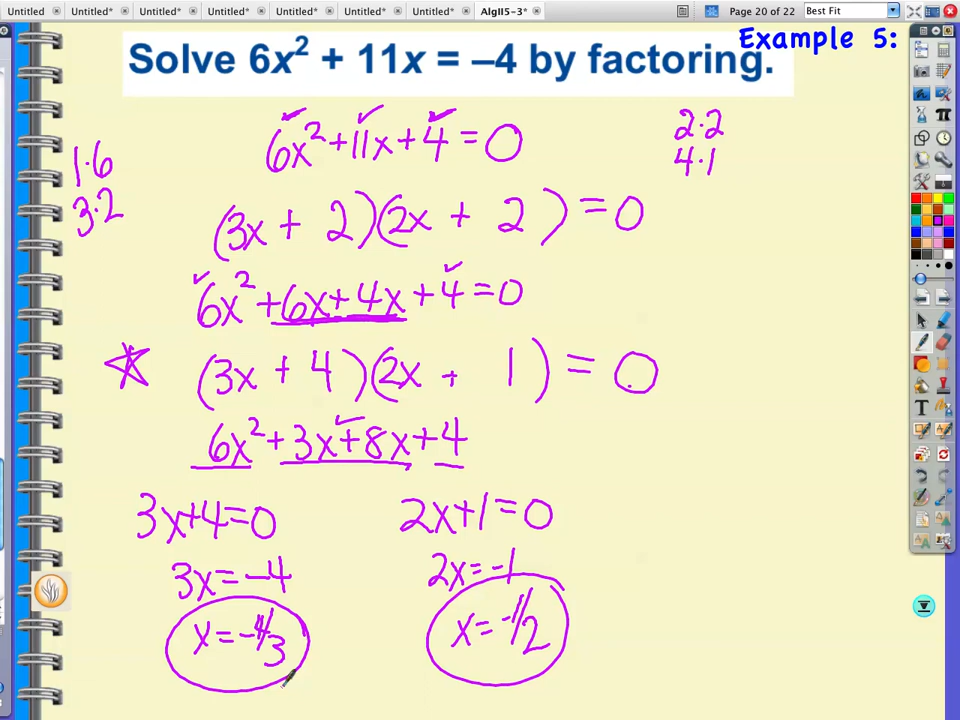 Untitled Untitled* Untitled* Untitled* Untitled* Untitled* Untitled* AlgII5-3* Page 20 of 22 Best Fit
Example 5:
Solve 6x² + 11x = –4 by factoring.
6x² + 11x + 4 = 0
2·2
4·1
1·6
3·2
(3x + 2)(2x + 2) = 0
6x² + 6x + 4x + 4 = 0
(3x + 4)(2x + 1) = 0
6x² + 3x + 8x + 4
3x + 4 = 0 2x + 1 = 0
3x = -4 2x = -1
x = -4/3 x = -1/2